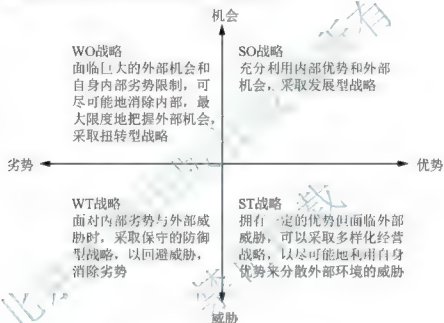 机会
WO战略
面临巨大的外部机会和
自身内部劣势限制，可
尽可能地消除内部，最
大限度地把握外部机会，
采取扭转型战略
SO战略
充分利用内部优势和外部
机会，采取发展型战略
劣势
优势
WT战略
面对内部劣势与外部威
胁时，采取保守的防御
型战略，以回避威胁，
消除劣势
ST战略
拥有一定的优势但面临外部
威胁，可以采取多样化经营
战略，以尽可能地利用自身
优势来分散外部环境的威胁
威胁